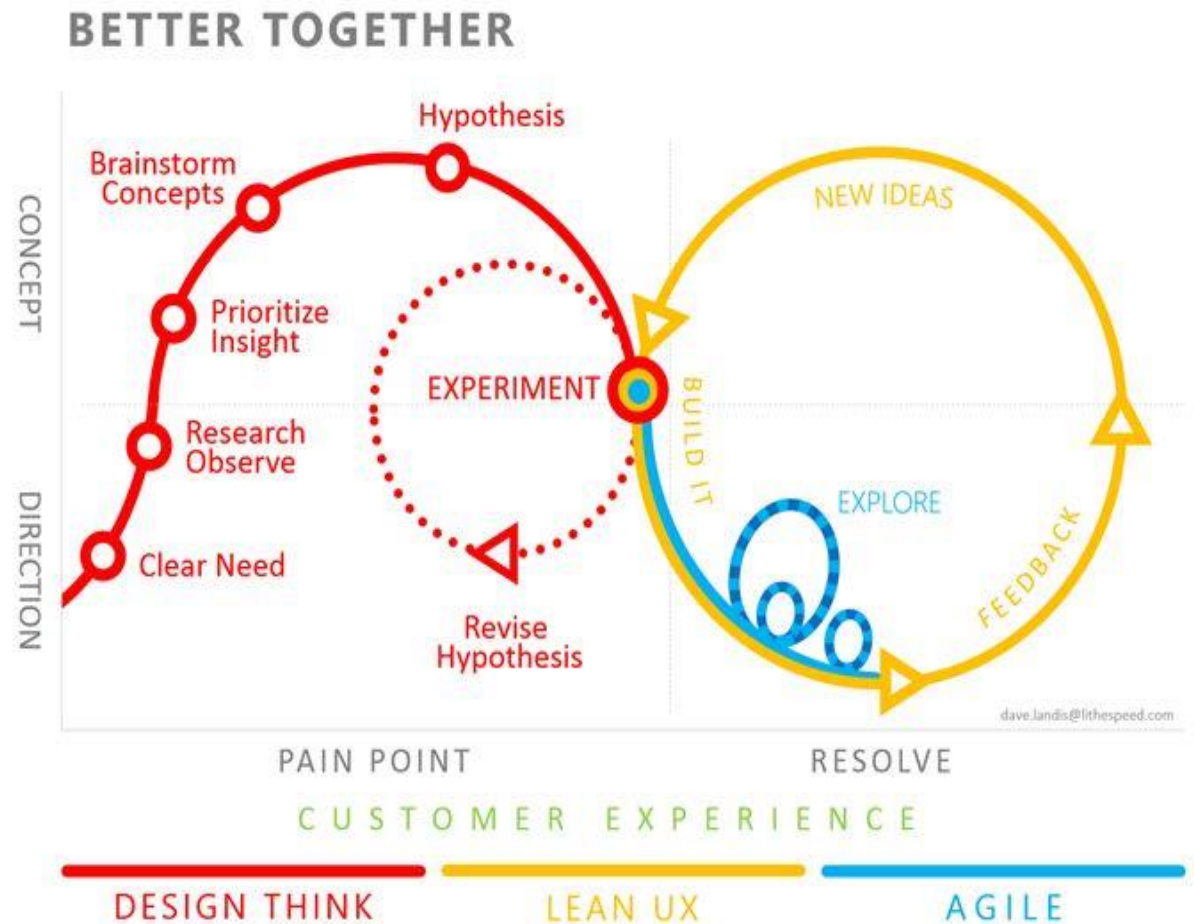 BETTER TOGETHER
Hypothesis
Brainstorm
Concepts
NEW IDEAS
CONCEPT
Prioritize
Insight
EXPERIMENT
BUILD IT
Research
Observe
EXPLORE
DIRECTION
FEEDBACK
Clear Need
Revise
Hypothesis
dave.landis@lithespeed.com
PAIN POINT
RESOLVE
CUSTOMER EXPERIENCE
DESIGN THINK
LEAN UX
AGILE